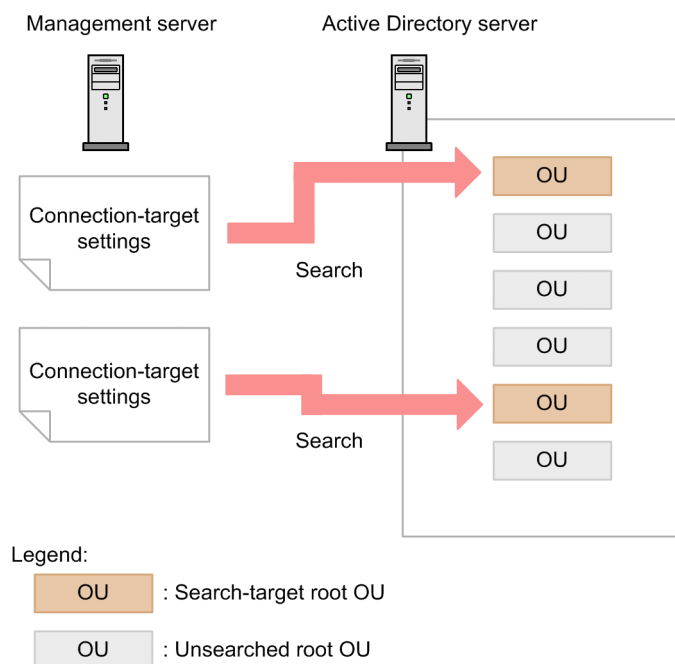 Management server
Active Directory server
Connection-target
settings
Search
Connection-target
settings
Search
OU
OU
OU
OU
OU
OU
Legend:
OU : Search-target root OU
OU : Unsearched root OU